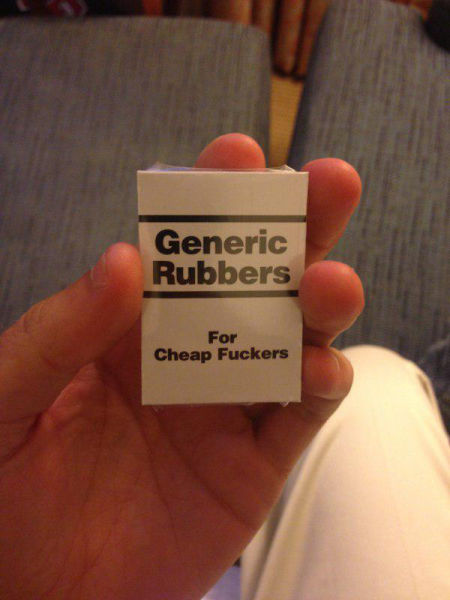 Generic
Rubbers
For
Cheap Fuckers